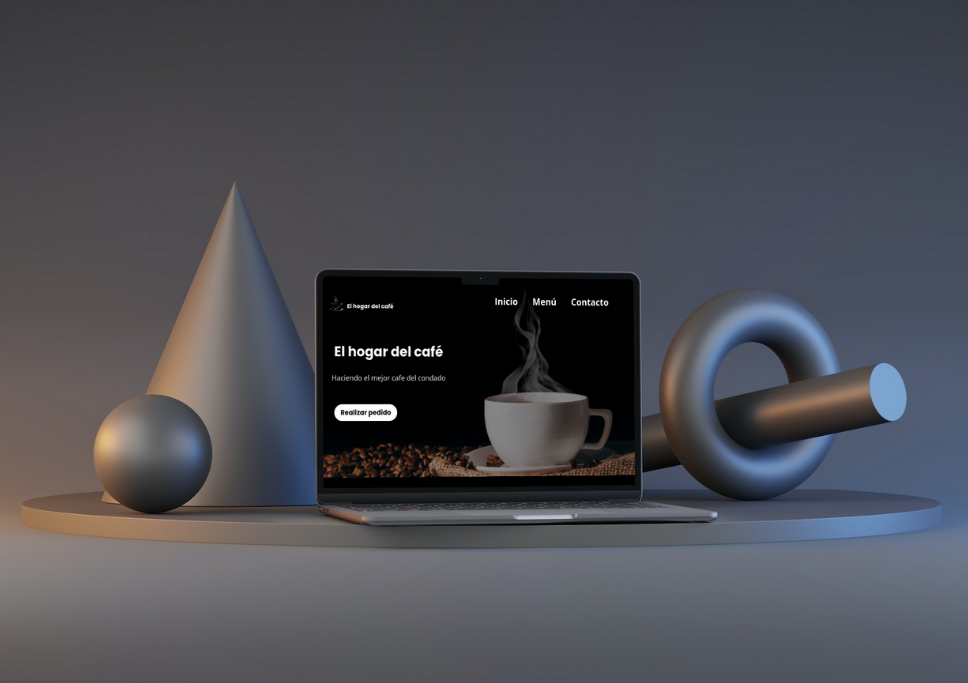 El hogar del café
Inicio Menú Contacto
El hogar del café
Haciendo el mejor cafe del condado
Realizar pedido